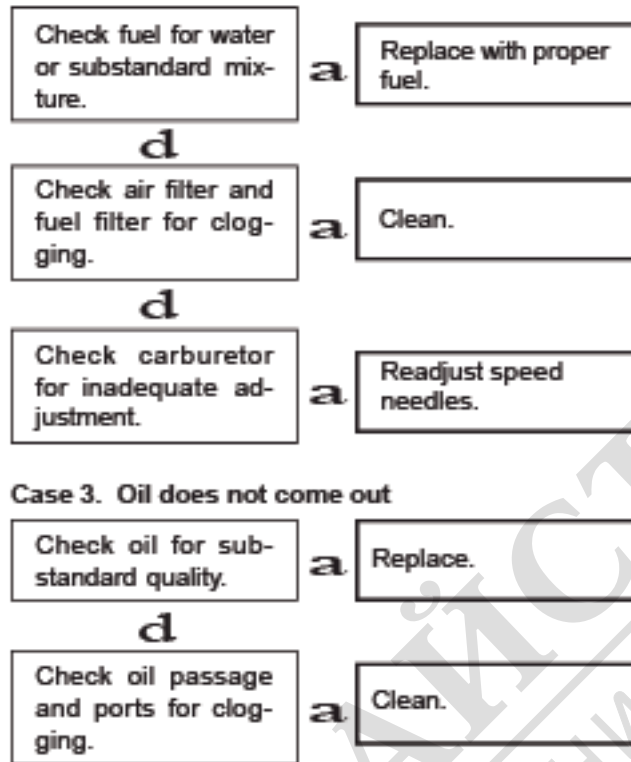 Check fuel for water
or substandard mix-
ture.
a
Replace with proper
fuel.
d
Check air filter and
fuel filter for clog-
ging.
a
Clean.
d
Check carburetor
for inadequate ad-
justment.
a
Readjust speed
needles.
Case 3. Oil does not come out
Check oil for sub-
standard quality.
a
Replace.
d
Check oil passage
and ports for clog-
ging.
a
Clean.